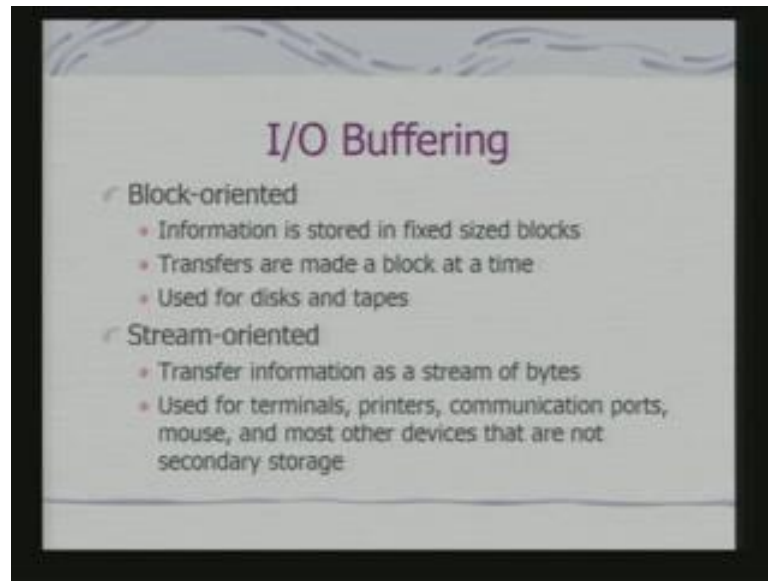 I/O Buffering
Block-oriented
Information is stored in fixed sized blocks
Transfers are made a block at a time
Used for disks and tapes
Stream-oriented
Transfer information as a stream of bytes
Used for terminals, printers, communication ports,
mouse, and most other devices that are not
secondary storage